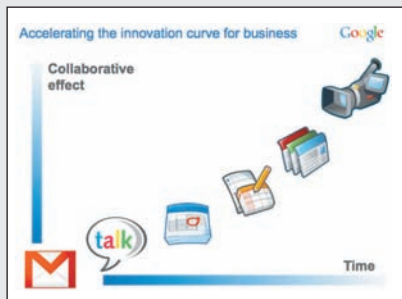 Accelerating the innovation curve for business
Google
Collaborative
effect
talk
Time